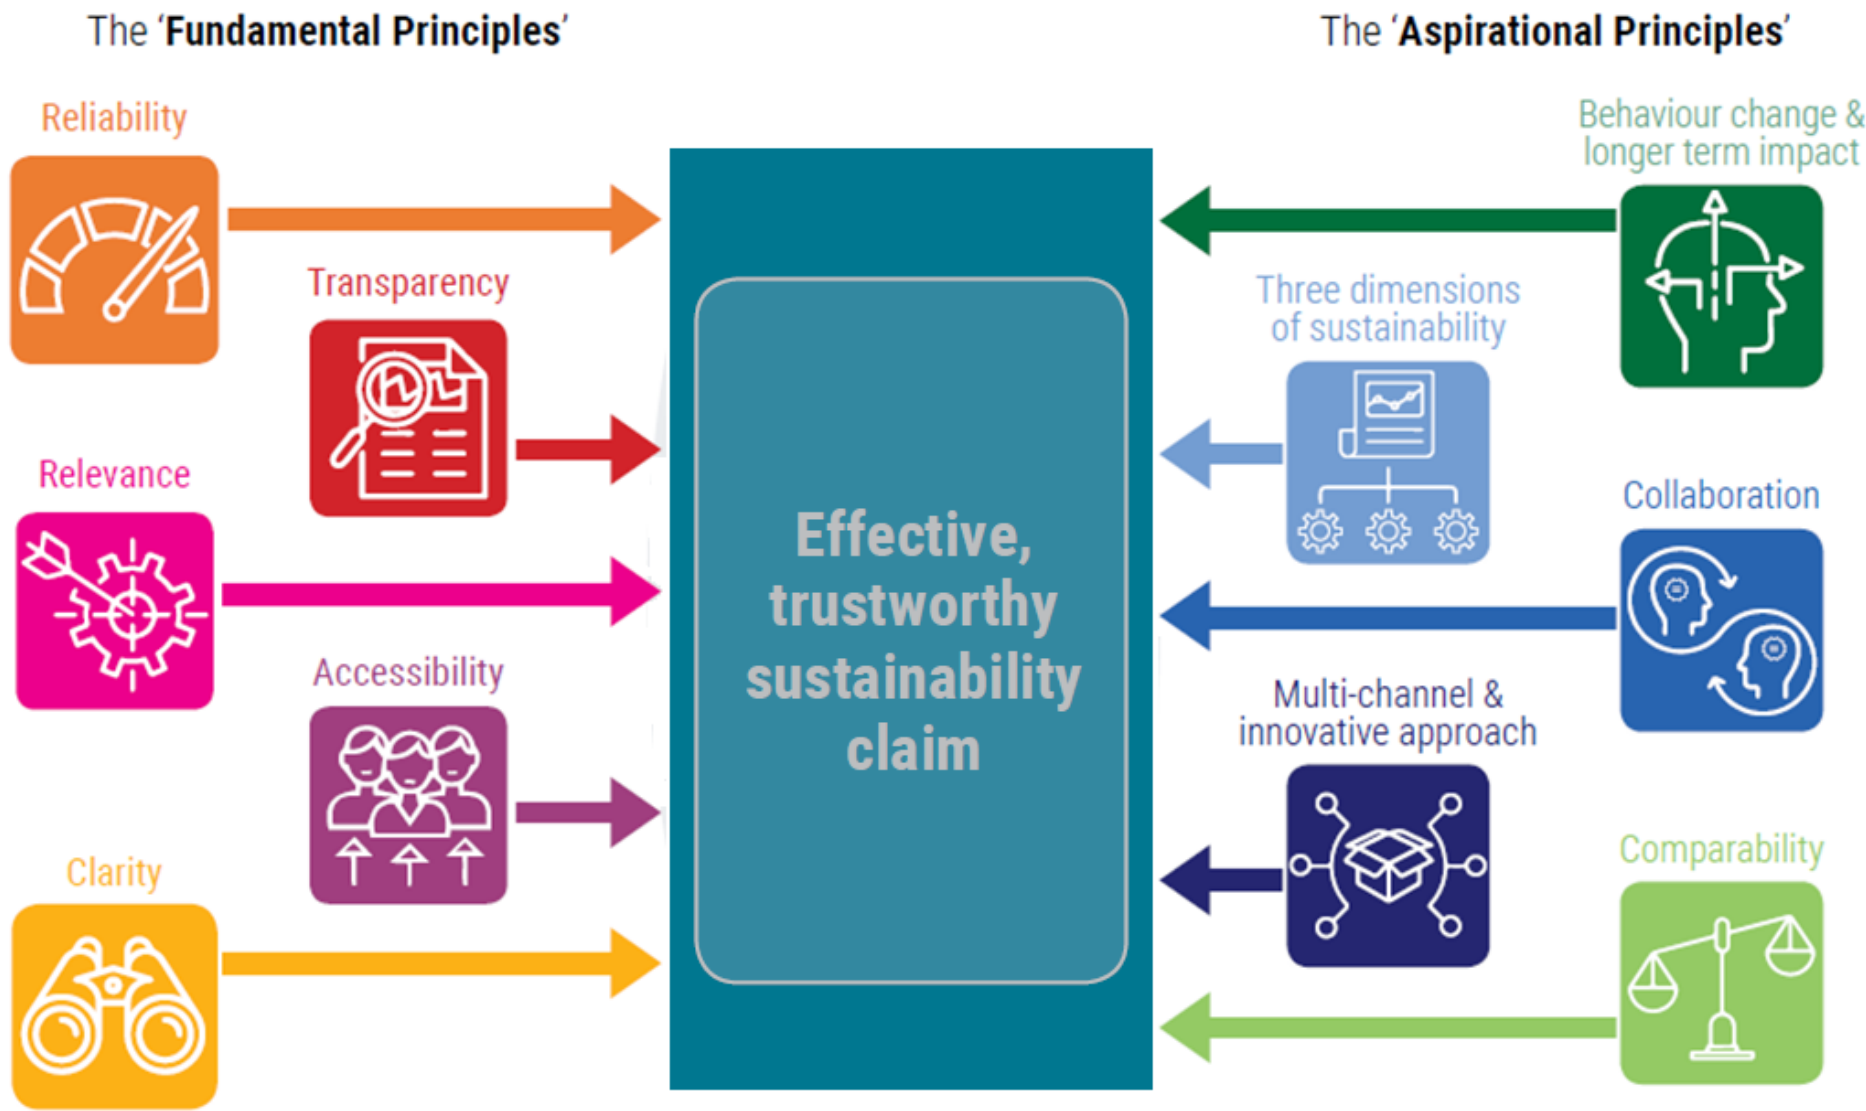 The ‘Fundamental Principles’
Reliability
Transparency
Relevance
Accessibility
Clarity
Effective,
trustworthy
sustainability
claim
The ‘Aspirational Principles’
Behaviour change &
longer term impact
Three dimensions
of sustainability
Collaboration
Multi-channel &
innovative approach
Comparability